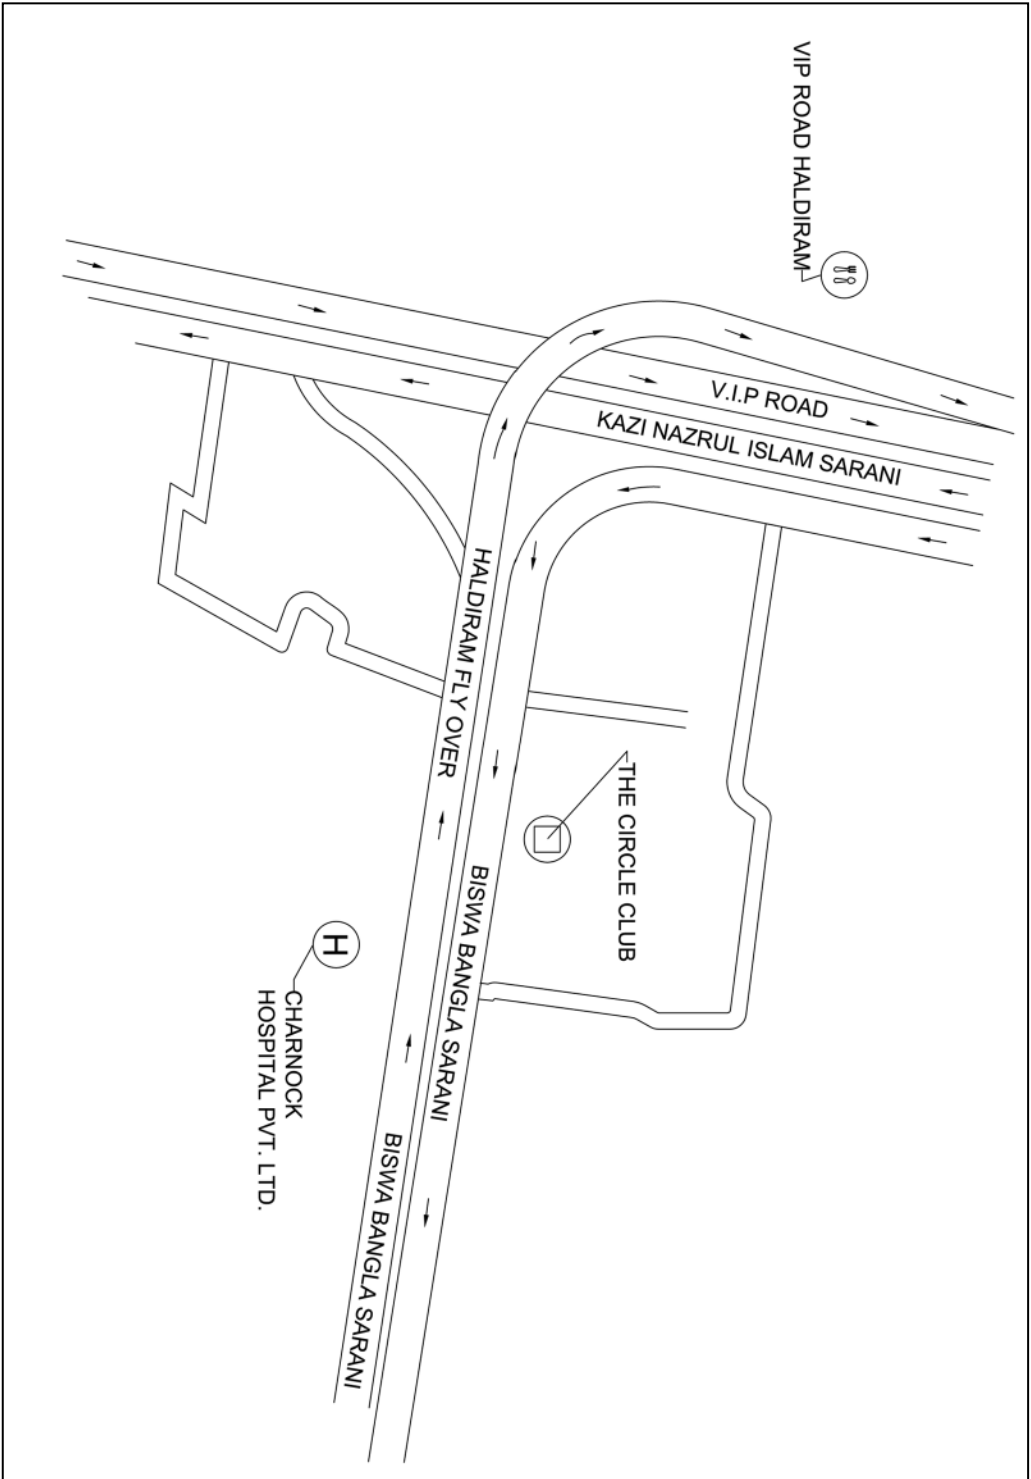 VIP ROAD HALDIRAM
V.I.P ROAD
KAZI NAZRUL ISLAM SARANI
HALDIRAM FLY OVER
THE CIRCLE CLUB
BISWA BANGLA SARANI
H
CHARNOCK
HOSPITAL PVT. LTD.
BISWA BANGLA SARANI